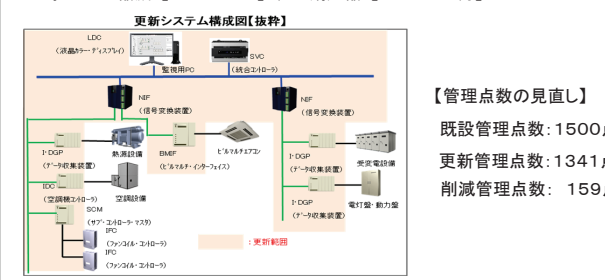 更新システム構成図【抜粋】
LDC
(液晶カラー・ディスプレイ)
監視用PC
SVC
(統合コントローラ)
NIF
(信号変換装置)
NIF
(信号変換装置)
I-DGP
(データ収集装置)
熱源設備
BMIF
(ビルマルチ・インターフェイス)
ビルマルチエアコン
IDC
(空調機コントローラ)
空調設備
SCM
(サブ・コントローラ・マスタ)
IFC
(ファンコイル・コントローラ)
IFC
(ファンコイル・コントローラ)
I-DGP
(データ収集装置)
受変電設備
I-DGP
(データ収集装置)
電灯盤・動力盤
:更新範囲
【管理点数の見直し】
既設管理点数:1500
更新管理点数:1341
削減管理点数: 159